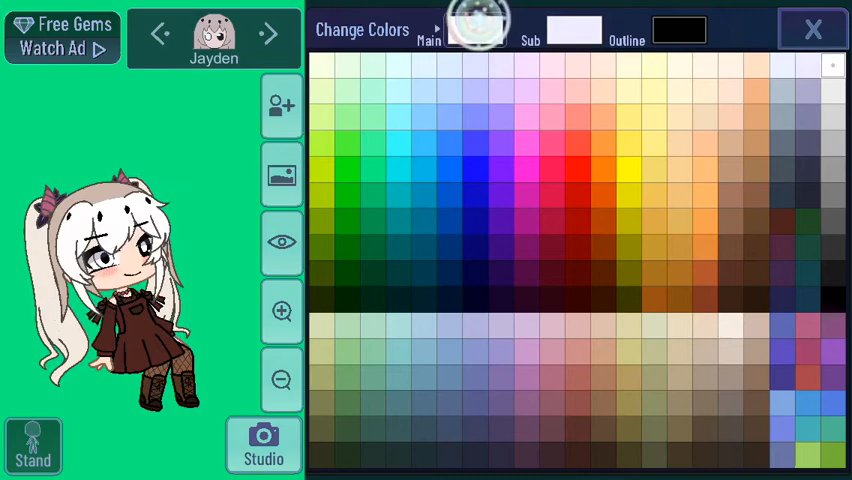 Free Gems
Watch Ad
Jayden
Change Colors
Main
Sub
Outline
X
Stand
Studio